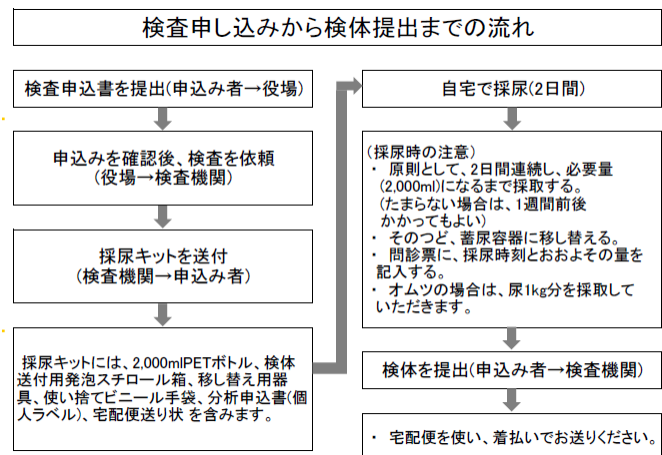 検査申し込みから検体提出までの流れ
検査申込書を提出(申込み者→役場)
申込みを確認後、検査を依頼
(役場→検査機関)
採尿キットを送付
(検査機関→申込み者)
採尿キットには、2,000mlPETボトル、検体
送付用発泡スチロール箱、移し替え用器
具、使い捨てビニール手袋、分析申込書(個
人ラベル)、宅配便送り状 を含みます。
自宅で採尿(2日間)
(採尿時の注意)
・ 原則として、2日間連続し、必要量
(2,000ml)になるまで採取する。
(たまらない場合は、1週間前後
かかってもよい)
・ そのつど、蓄尿容器に移し替える。
・ 問診票に、採尿時刻とおおよその量を
記入する。
・ オムツの場合は、尿1kg分を採取して
いただきます。
検体を提出(申込み者→検査機関)
・ 宅配便を使い、着払いでお送りください。